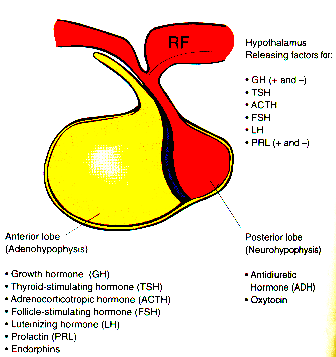 RF
Hypothalamus
Releasing factors for:
• GH (+ and –)
• TSH
• ACTH
• FSH
• LH
• PRL (+ and –)
Anterior lobe
(Adenohypophysis)
• Growth hormone (GH)
• Thyroid-stimulating hormone (TSH)
• Adrenocorticotropic hormone (ACTH)
• Follicle-stimulating hormone (FSH)
• Luteinizing hormone (LH)
• Prolactin (PRL)
• Endorphins
Posterior lobe
(Neurohypophysis)
• Antidiuretic
Hormone (ADH)
• Oxytocin